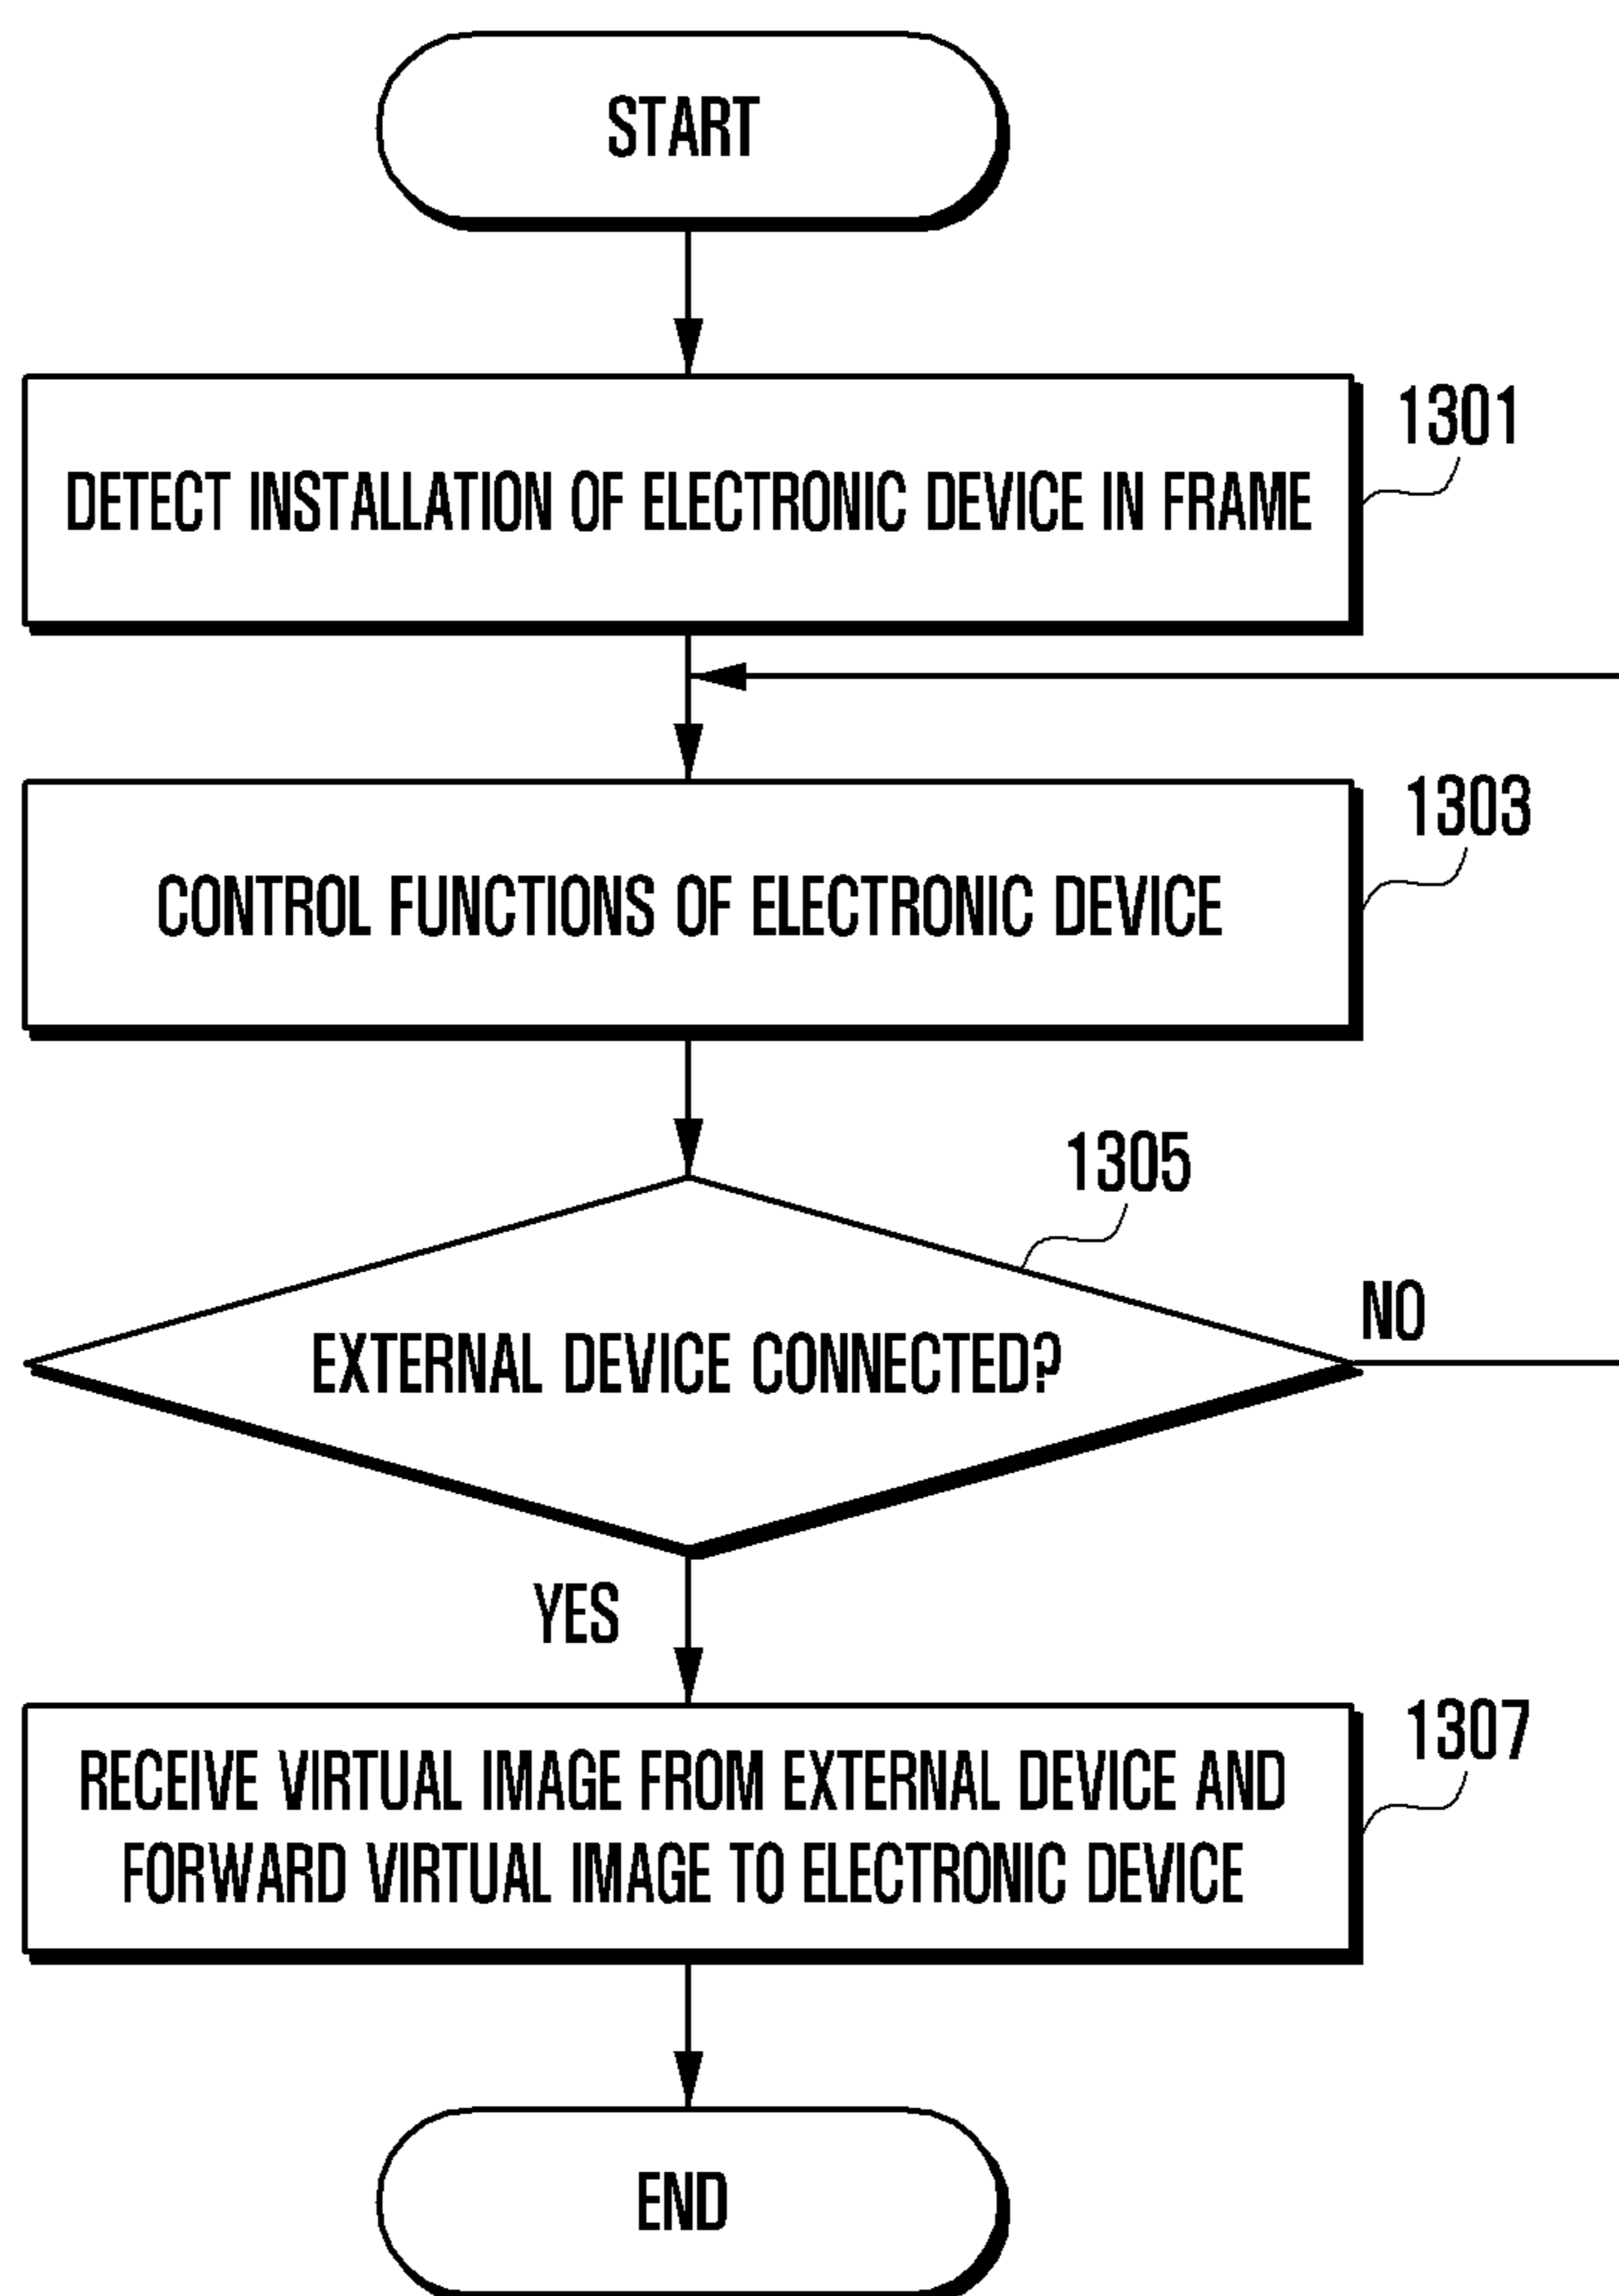 START
1301
DETECT INSTALLATION OF ELECTRONIC DEVICE IN FRAME
1303
CONTROL FUNCTIONS OF ELECTRONIC DEVICE
1305
NO
EXTERNAL DEVICE CONNECTED?
YES
1307
RECEIVE VIRTUAL IMAGE FROM EXTERNAL DEVICE AND
FORWARD VIRTUAL IMAGE TO ELECTRONIC DEVICE
END